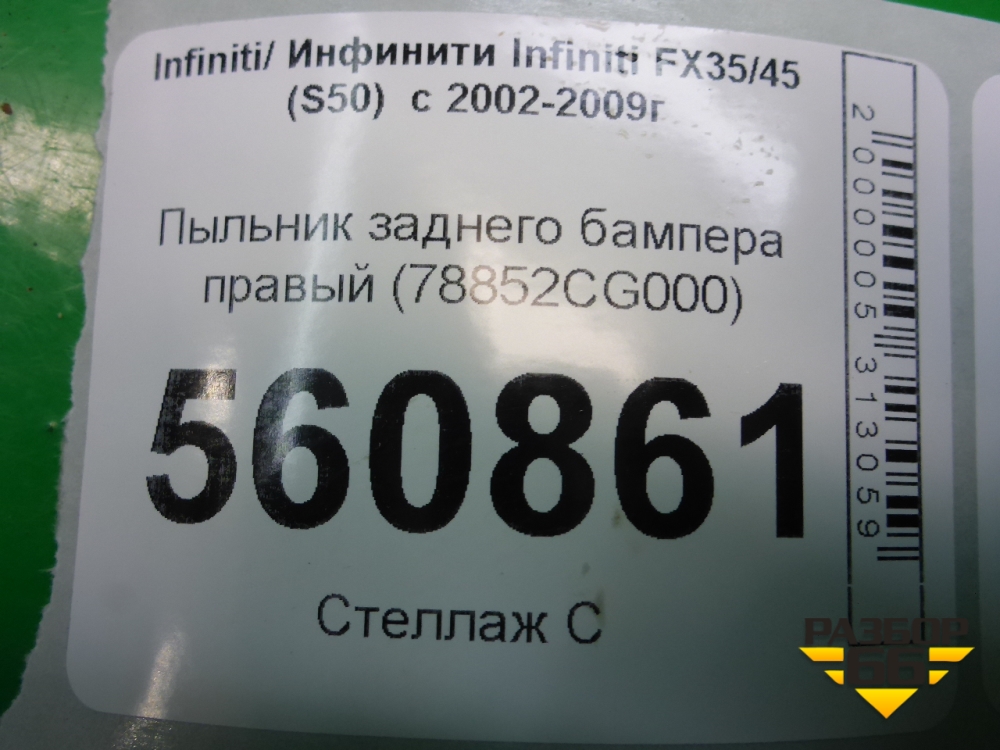 Infiniti/ Инфинити Infiniti FX35/45
(S50) с 2002-2009г
Пыльник заднего бампера
правый (78852CG000)
560861
Стеллаж С
2000005313059
РАЗБОР
66